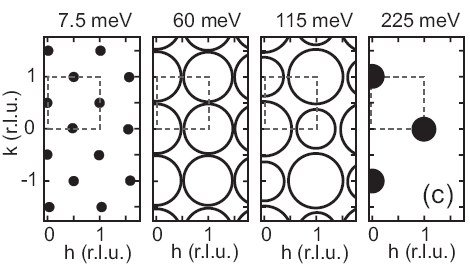 7.5 meV 60 meV 115 meV 225 meV
k (r.l.u.)
1
0
-1
(c)
0 1 0 1 0 1 0 1
h (r.l.u.) h (r.l.u.) h (r.l.u.) h (r.l.u.)